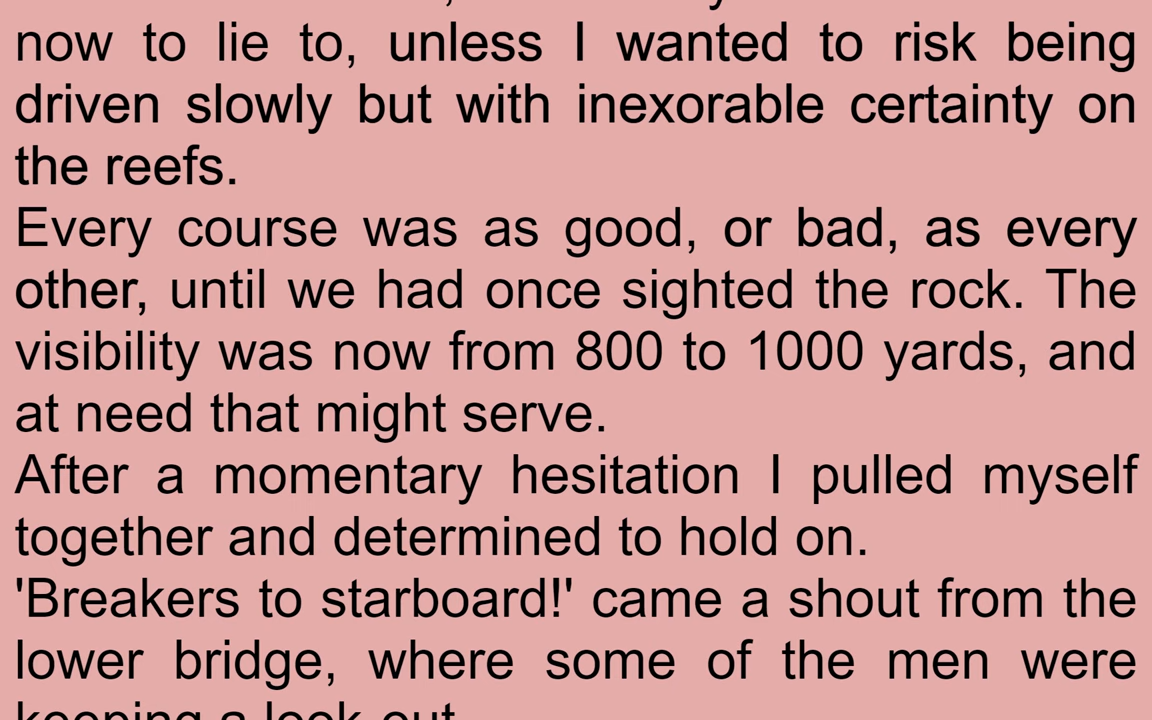 now to lie to, unless I wanted to risk being
driven slowly but with inexorable certainty on
the reefs.
Every course was as good, or bad, as every
other, until we had once sighted the rock. The
visibility was now from 800 to 1000 yards, and
at need that might serve.
After a momentary hesitation I pulled myself
together and determined to hold on.
'Breakers to starboard!' came a shout from the
lower bridge, where some of the men were
keeping a look-out